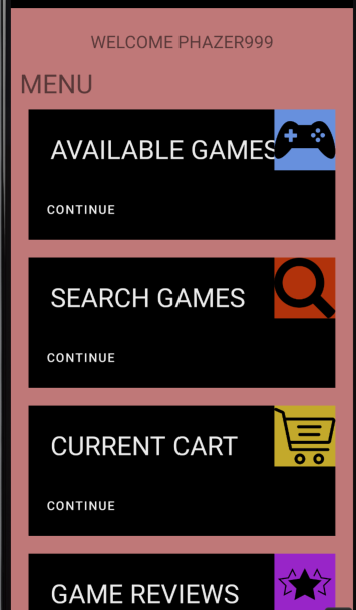 WELCOME PHAZER999
MENU
AVAILABLE GAMES
CONTINUE
SEARCH GAMES
CONTINUE
CURRENT CART
CONTINUE
GAME REVIEWS